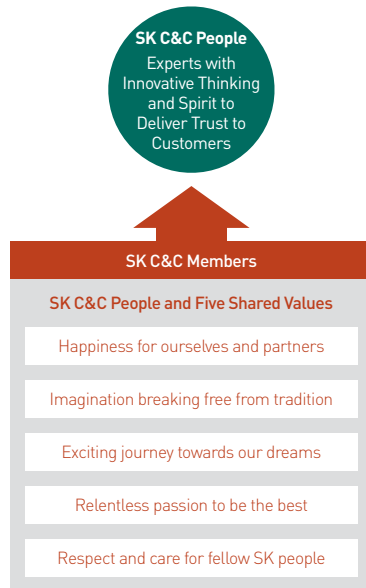 SK C&C People
Experts with
Innovative Thinking
and Spirit to
Deliver Trust to
Customers
SK C&C Members
SK C&C People and Five Shared Values
Happiness for ourselves and partners
Imagination breaking free from tradition
Exciting journey towards our dreams
Relentless passion to be the best
Respect and care for fellow SK people